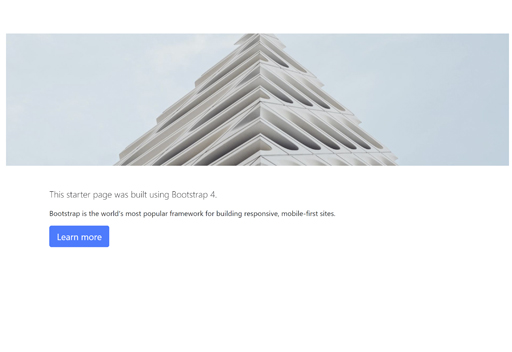 This starter page was built using Bootstrap 4.
Bootstrap is the world's most popular framework for building responsive, mobile-first sites.
Learn more